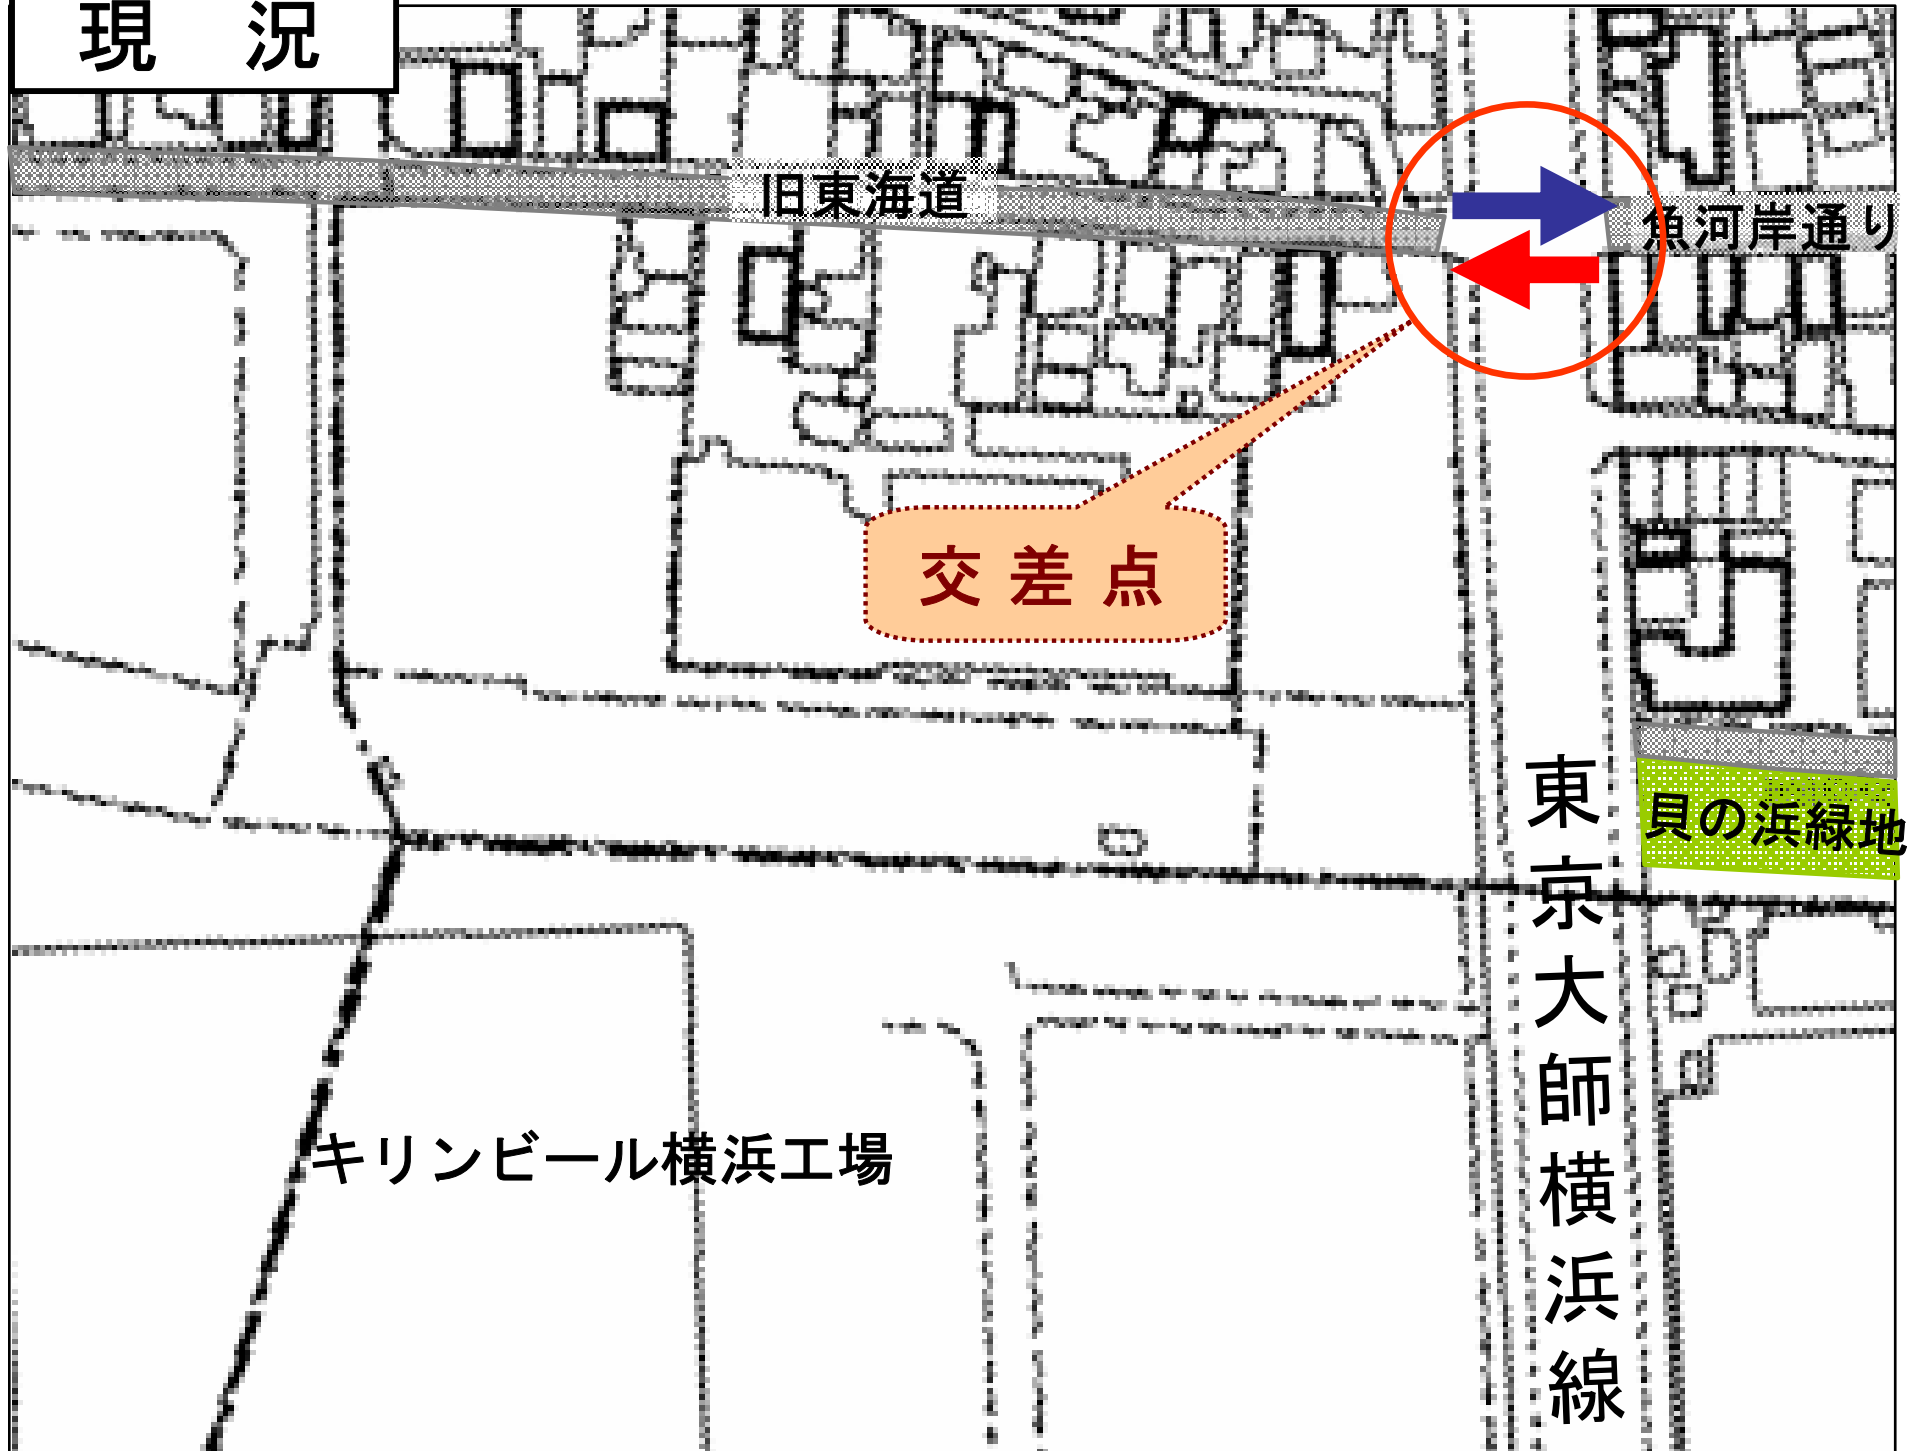 現 況
旧東海道
魚河岸通り
交差点
東京大師横浜線
貝の浜緑地
キリンビール横浜工場